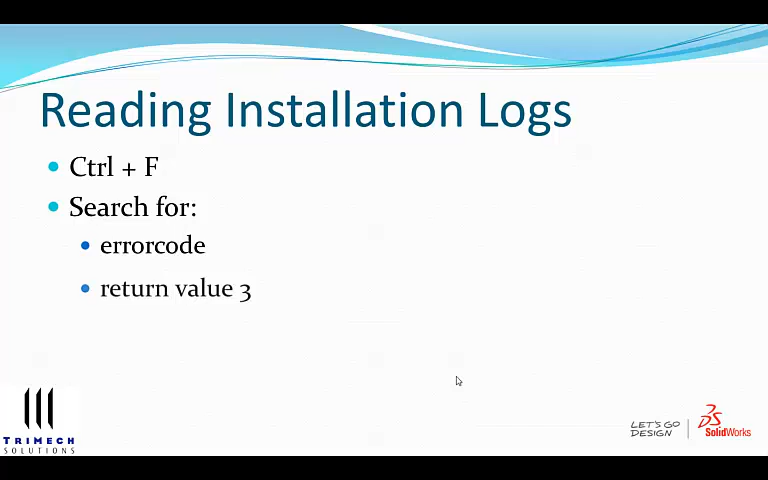 Reading Installation Logs
Ctrl + F
Search for:
errorcode
return value 3
TRIMECH
SOLUTIONS
LET'S GO
DESIGN
SolidWorks